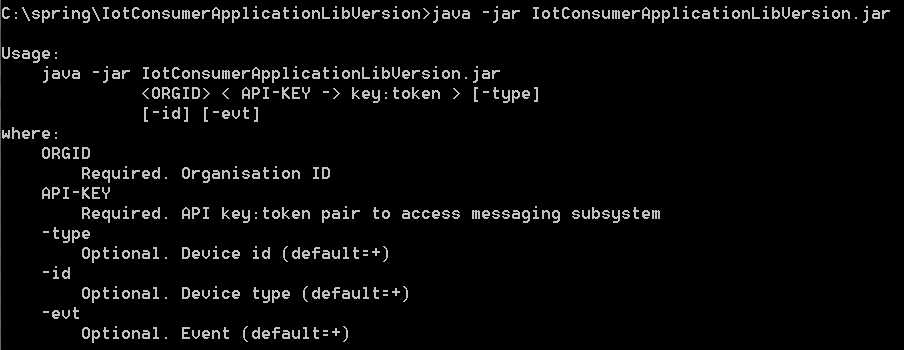 C:\spring\IotConsumerApplicationLibVersion>java -jar IotConsumerApplicationLibVersion.jar
Usage:
java -jar IotConsumerApplicationLibVersion.jar
<ORGID> < API-KEY -> key:token > [-type]
[-id] [-evt]
where:
ORGID
Required. Organisation ID
API-KEY
Required. API key:token pair to access messaging subsystem
-type
Optional. Device id (default=+)
-id
Optional. Device type (default=+)
-evt
Optional. Event (default=+)